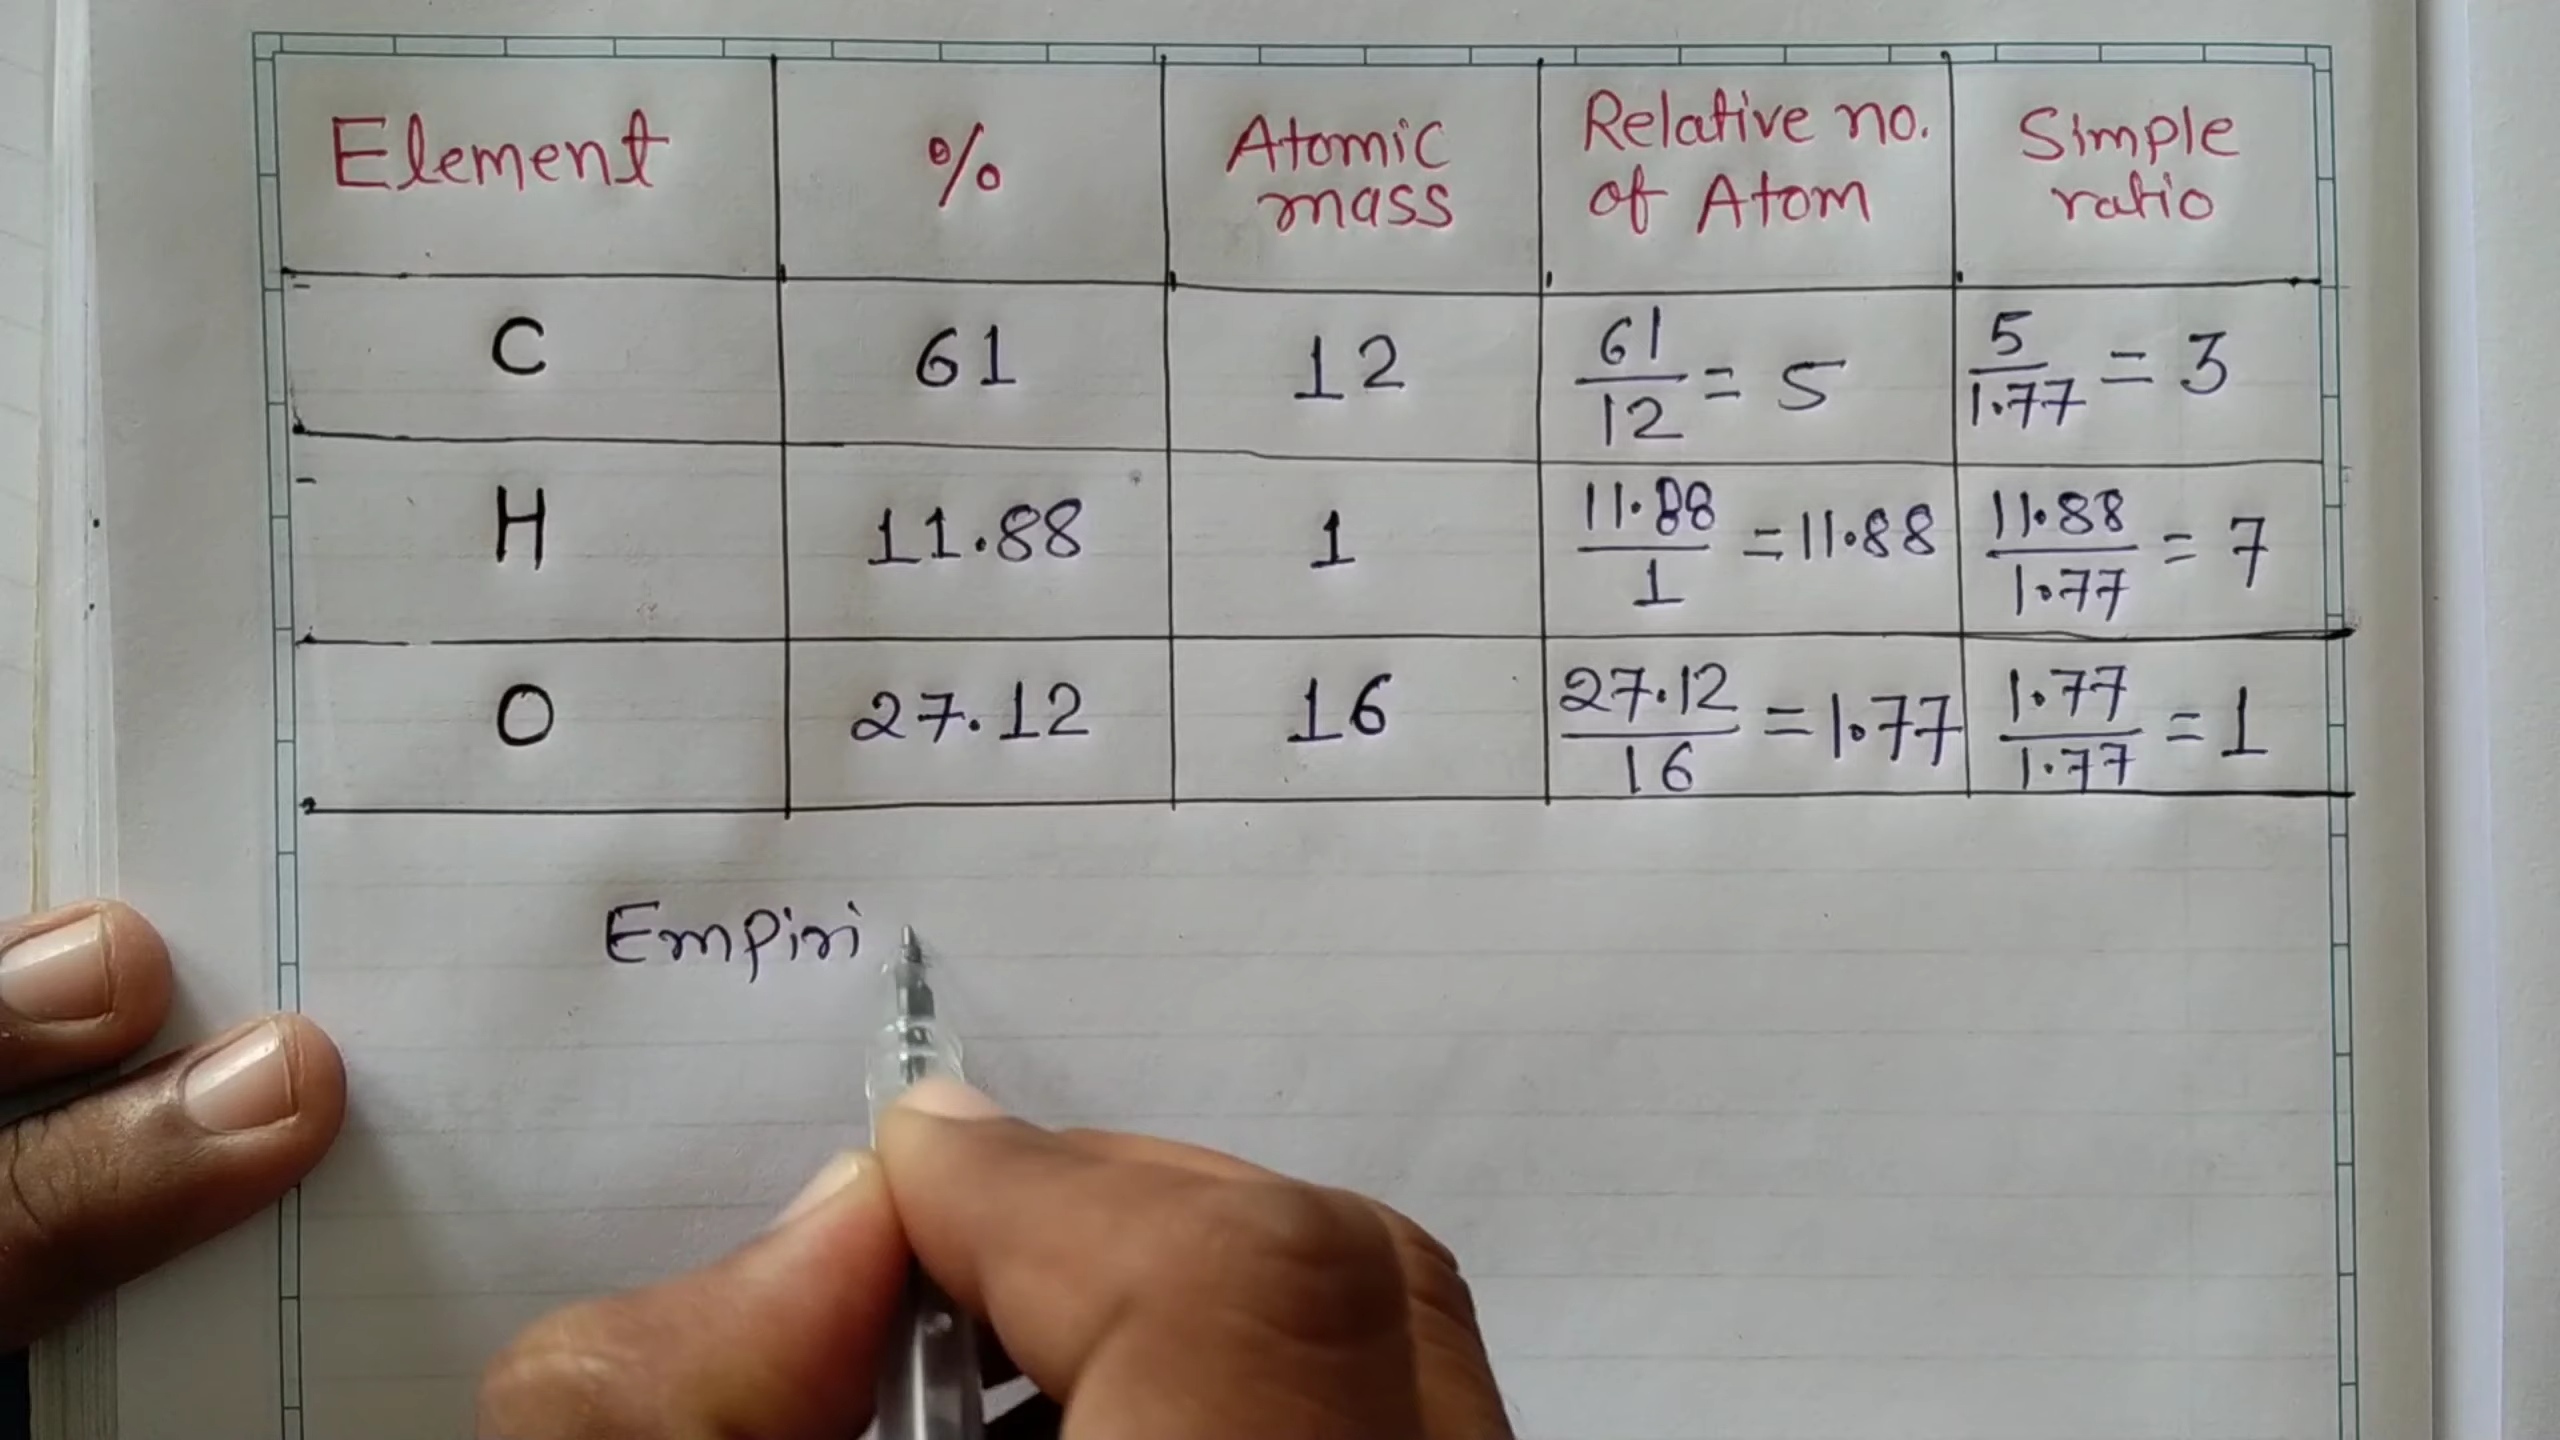 Element % Atomic mass Relative no. of Atom Simple ratio
C 61 12 61/12 = 5 5/1.77 = 3
H 11.88 1 11.88/1 = 11.88 11.88/1.77 = 7
O 27.12 16 27.12/16 = 1.77 1.77/1.77 = 1
Empiri